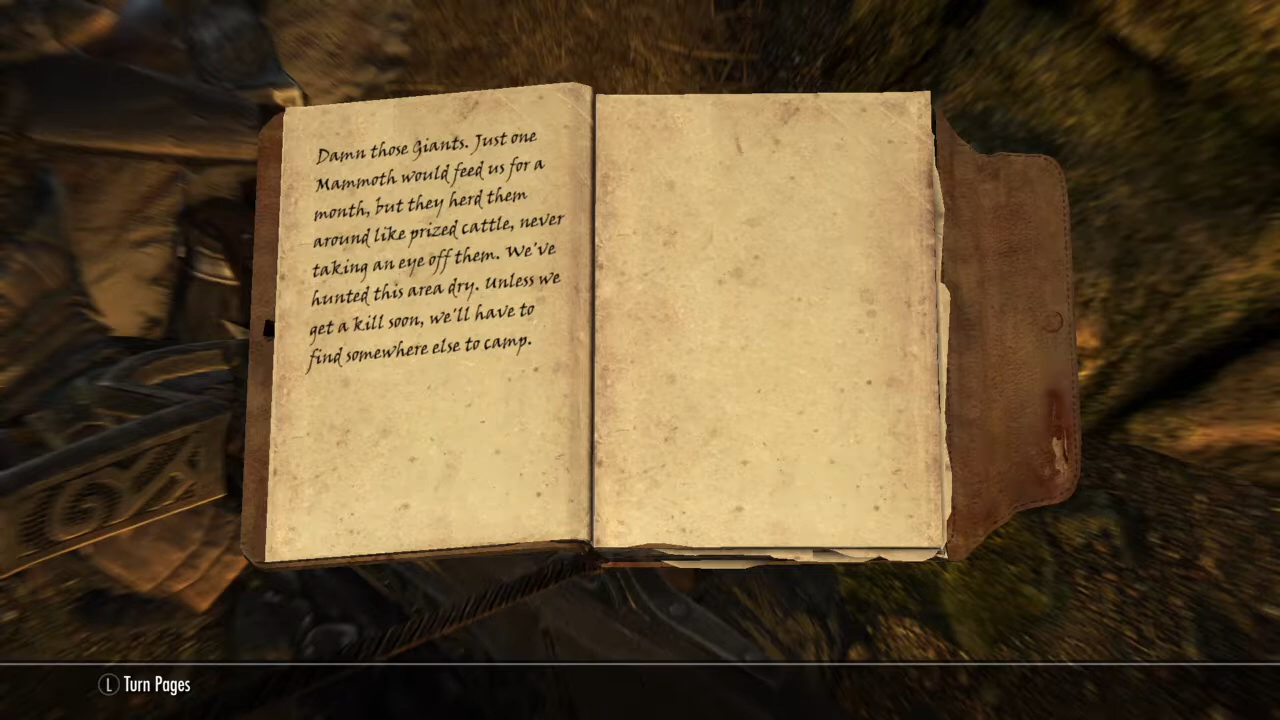 Damn those Giants. Just one
Mammoth would feed us for a
month, but they herd them
around like prized cattle, never
taking an eye off them. We've
hunted this area dry. Unless we
get a kill soon, we'll have to
find somewhere else to camp.
L Turn Pages